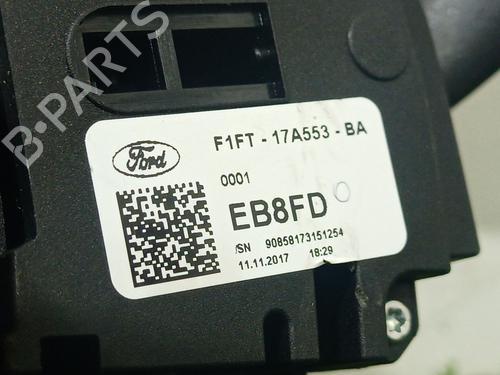 B-PARTS
Ford
F1FT - 17A553 - BA
0001
EB8FD
/SN 90858173151254
11.11.2017 18:29